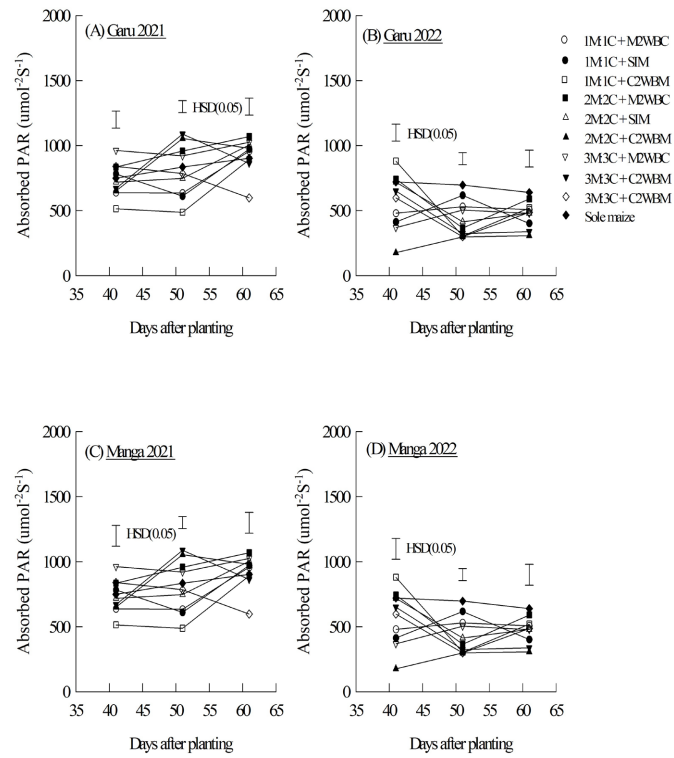 (A) Garu 2021
(B) Garu 2022
Absorbed PAR (umol-2S-1)
2000
1500
1000
500
0
35 40 45 50 55 60 65
Days after planting
HSD(0.05)
Absorbed PAR (umol-2S-1)
2000
1500
1000
500
0
35 40 45 50 55 60 65
Days after planting
HSD(0.05)
1M:1C + M2WBC
1M:1C + SIM
1M:1C + C2WBM
2M:2C + M2WBC
2M:2C + SIM
2M:2C + C2WBM
3M:3C + M2WBC
3M:3C + C2WBM
3M:3C + C2WBM
Sole maize
(C) Manga 2021
(D) Manga 2022
Absorbed PAR (umol-2S-1)
2000
1500
1000
500
0
35 40 45 50 55 60 65
Days after planting
HSD(0.05)
Absorbed PAR (umol-2S-1)
2000
1500
1000
500
0
35 40 45 50 55 60 65
Days after planting
HSD(0.05)